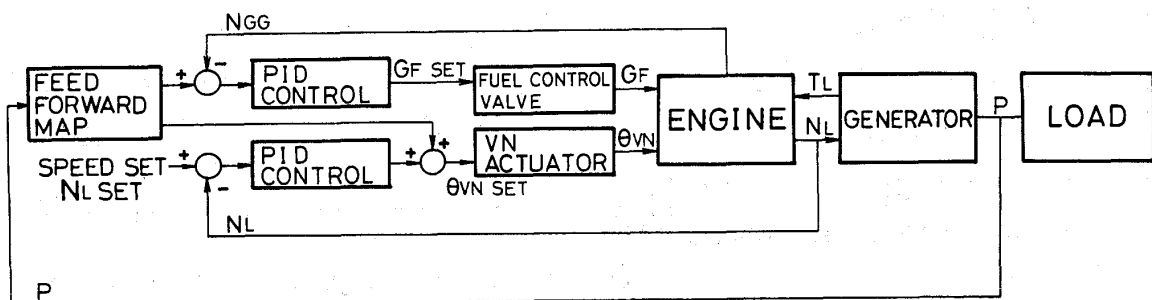 NGG
FEED
FORWARD
MAP
+
-
PID
CONTROL
GF SET
FUEL CONTROL
VALVE
GF
ENGINE
TL
NL
GENERATOR
P
LOAD
SPEED SET
NL SET
+
-
PID
CONTROL
+
+
θVN SET
VN
ACTUATOR
θVN
NL
P